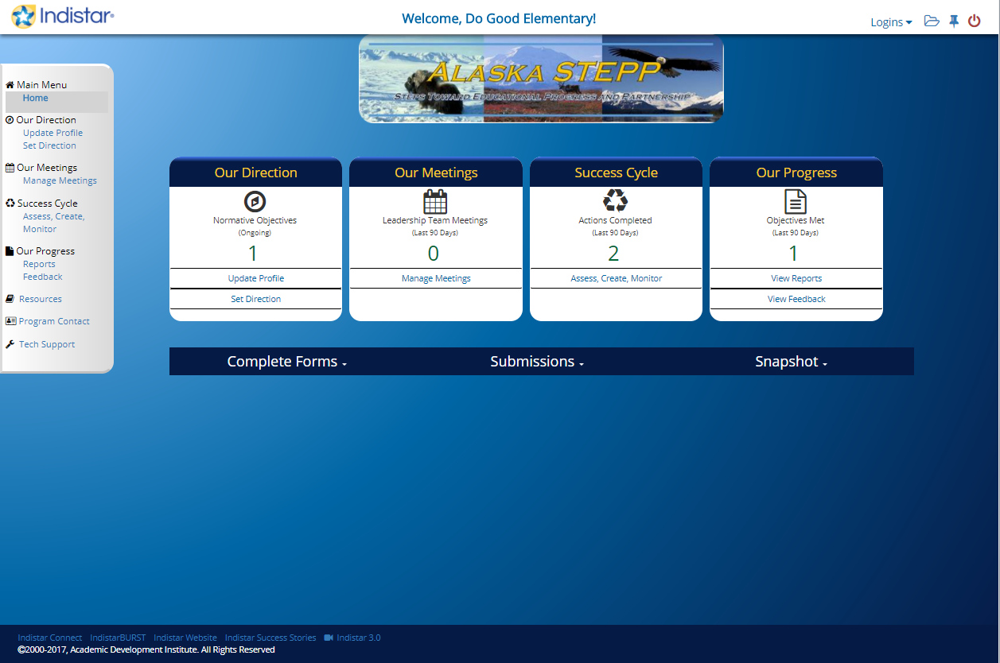 Indistar
Welcome, Do Good Elementary!
Logins
ALASKA STEPP
STEPS TOWARD EDUCATIONAL PROGRESS AND PARTNERSHIP
Main Menu
Home
Our Direction
Update Profile
Set Direction
Our Meetings
Manage Meetings
Success Cycle
Assess, Create,
Monitor
Our Progress
Reports
Feedback
Resources
Program Contact
Tech Support
Our Direction
Normative Objectives
(Ongoing)
1
Update Profile
Set Direction
Our Meetings
Leadership Team Meetings
(Last 90 Days)
0
Manage Meetings
Success Cycle
Actions Completed
(Last 90 Days)
2
Assess, Create, Monitor
Our Progress
Objectives Met
(Last 90 Days)
1
View Reports
View Feedback
Complete Forms Submissions Snapshot
Indistar Connect IndistarBURST Indistar Website Indistar Success Stories Indistar 3.0
©2000-2017, Academic Development Institute. All Rights Reserved